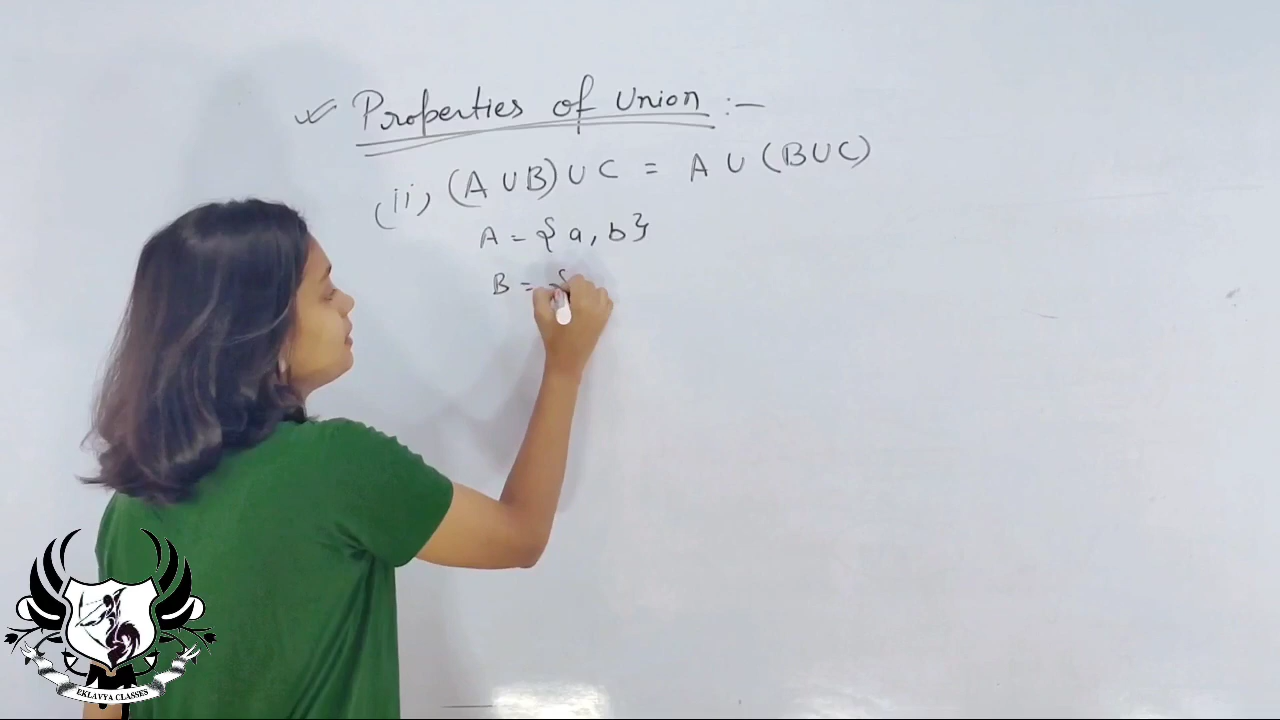 Properties of Union :-
(ii) (A ∪ B) ∪ C = A ∪ (B ∪ C)
A = { a, b }
B = {
EKLAVYA CLASSES